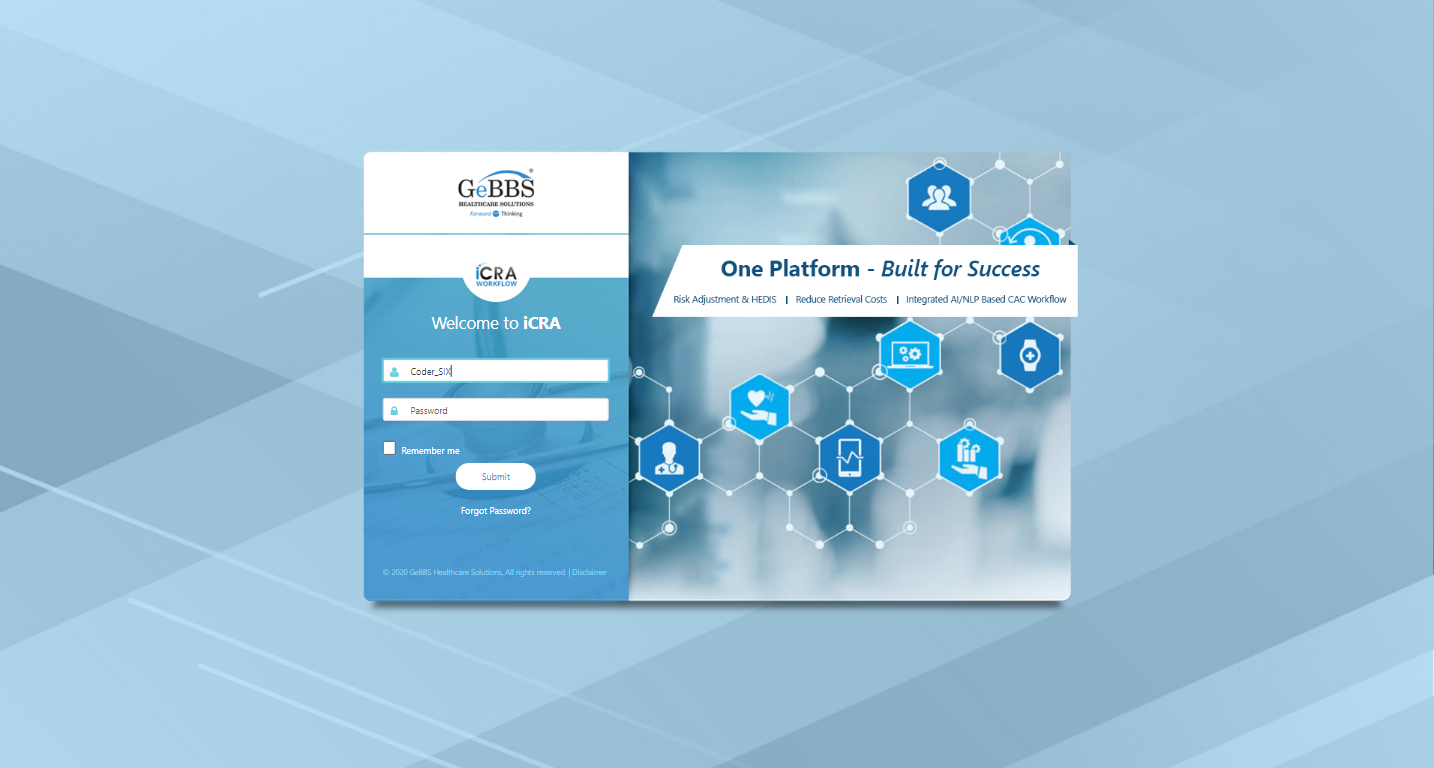 GeBBS®
HEALTHCARE SOLUTIONS
Forward Thinking
iCRA
WORKFLOW
Welcome to iCRA
Coder_SIX
Password
Remember me
Submit
Forgot Password?
© 2020 GeBBS Healthcare Solutions, All rights reserved. | Disclaimer
One Platform - Built for Success
Risk Adjustment & HEDIS | Reduce Retrieval Costs | Integrated AI/NLP Based CAC Workflow